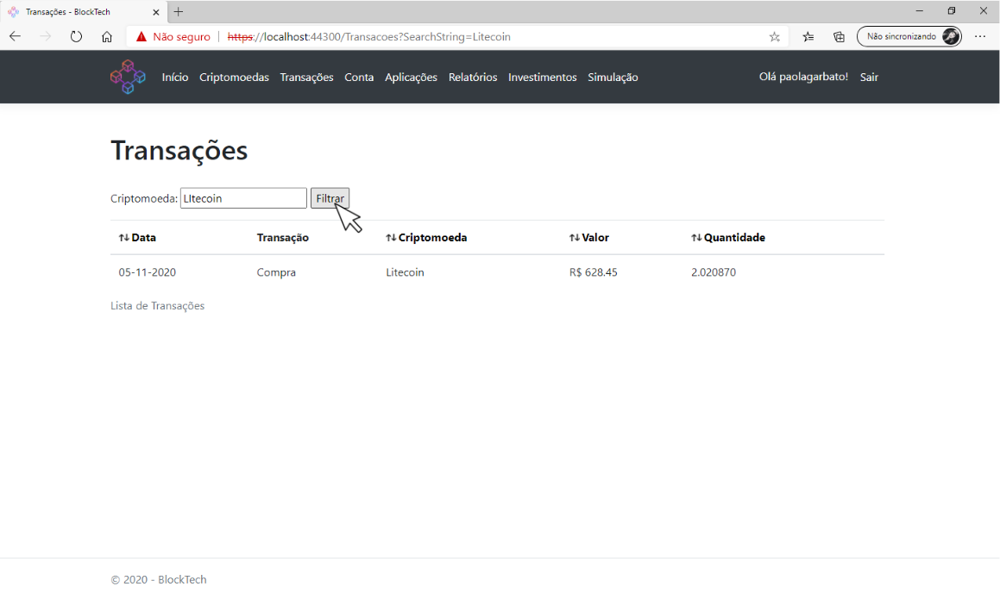 Transações - BlockTech
Não seguro https://localhost:44300/Transacoes?SearchString=Litecoin Não sincronizando
Início Criptomoedas Transações Conta Aplicações Relatórios Investimentos Simulação Olá paolagarbato! Sair
Transações
Criptomoeda: LItecoin Filtrar
Data Transação Criptomoeda Valor Quantidade
05-11-2020 Compra Litecoin R$ 628.45 2.020870
Lista de Transações
© 2020 - BlockTech